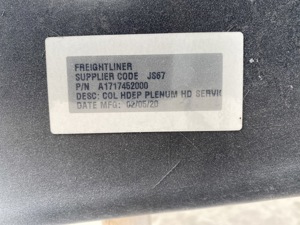 FREIGHTLINER
SUPPLIER CODE JS67
P/N A1717452000
DESC: COL HDEP PLENUM HD SERVIC
DATE MFG: 02/05/20